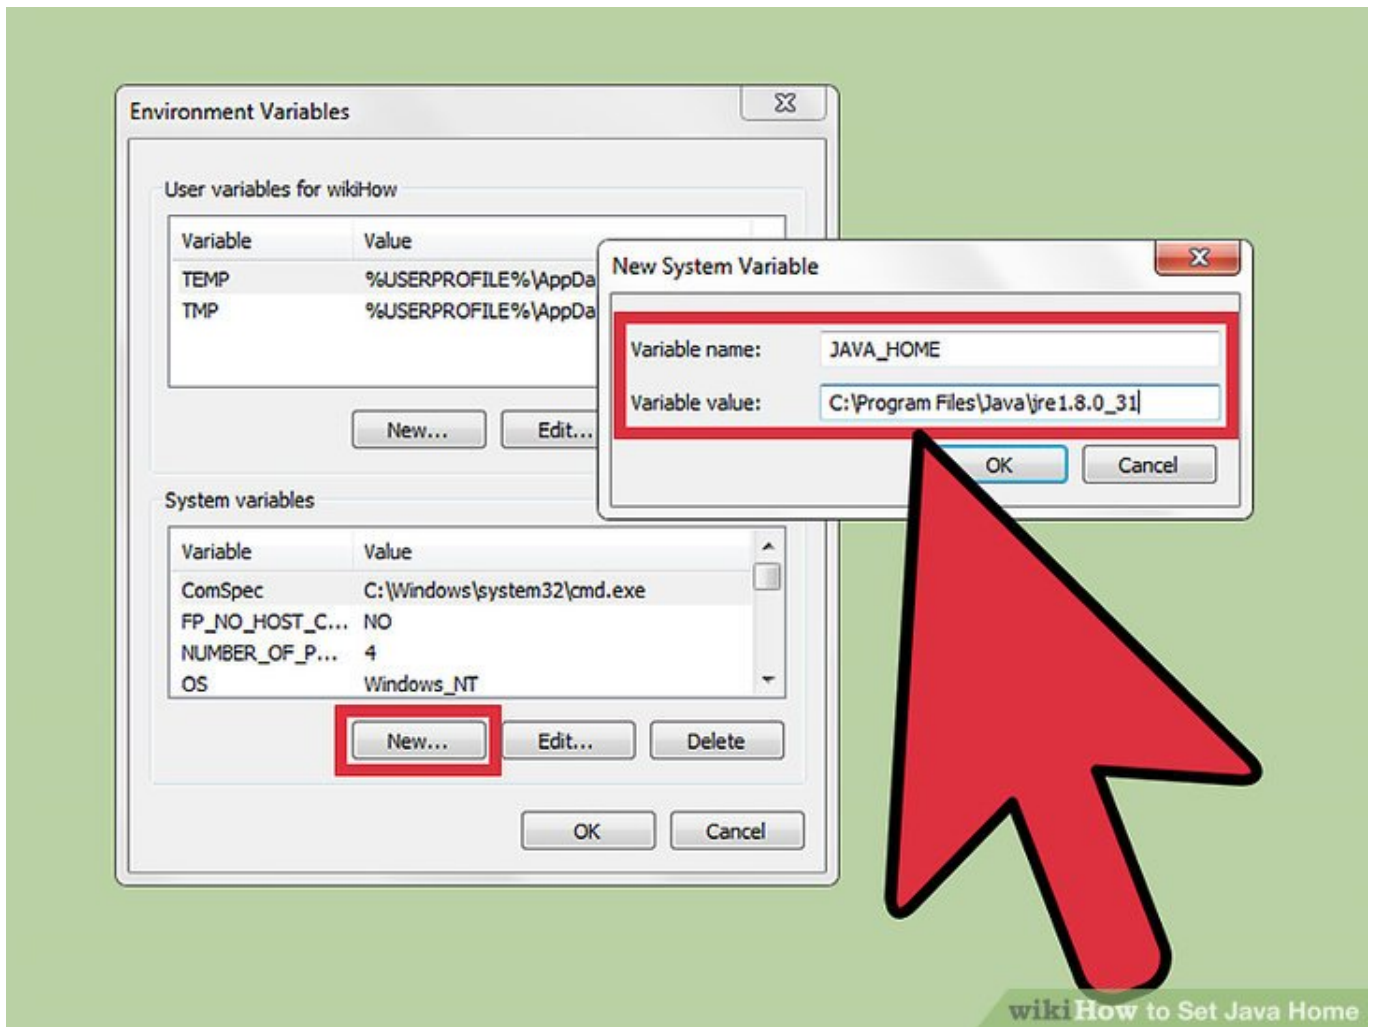 Environment Variables
User variables for wikiHow
Variable Value
TEMP %USERPROFILE%\AppDa
TMP %USERPROFILE%\AppDa
New... Edit...
New System Variable
Variable name: JAVA_HOME
Variable value: C:\Program Files\Java\jre1.8.0_31
OK Cancel
System variables
Variable Value
ComSpec C:\Windows\system32\cmd.exe
FP_NO_HOST_C... NO
NUMBER_OF_P... 4
OS Windows_NT
New... Edit... Delete
OK Cancel
wikiHow to Set Java Home